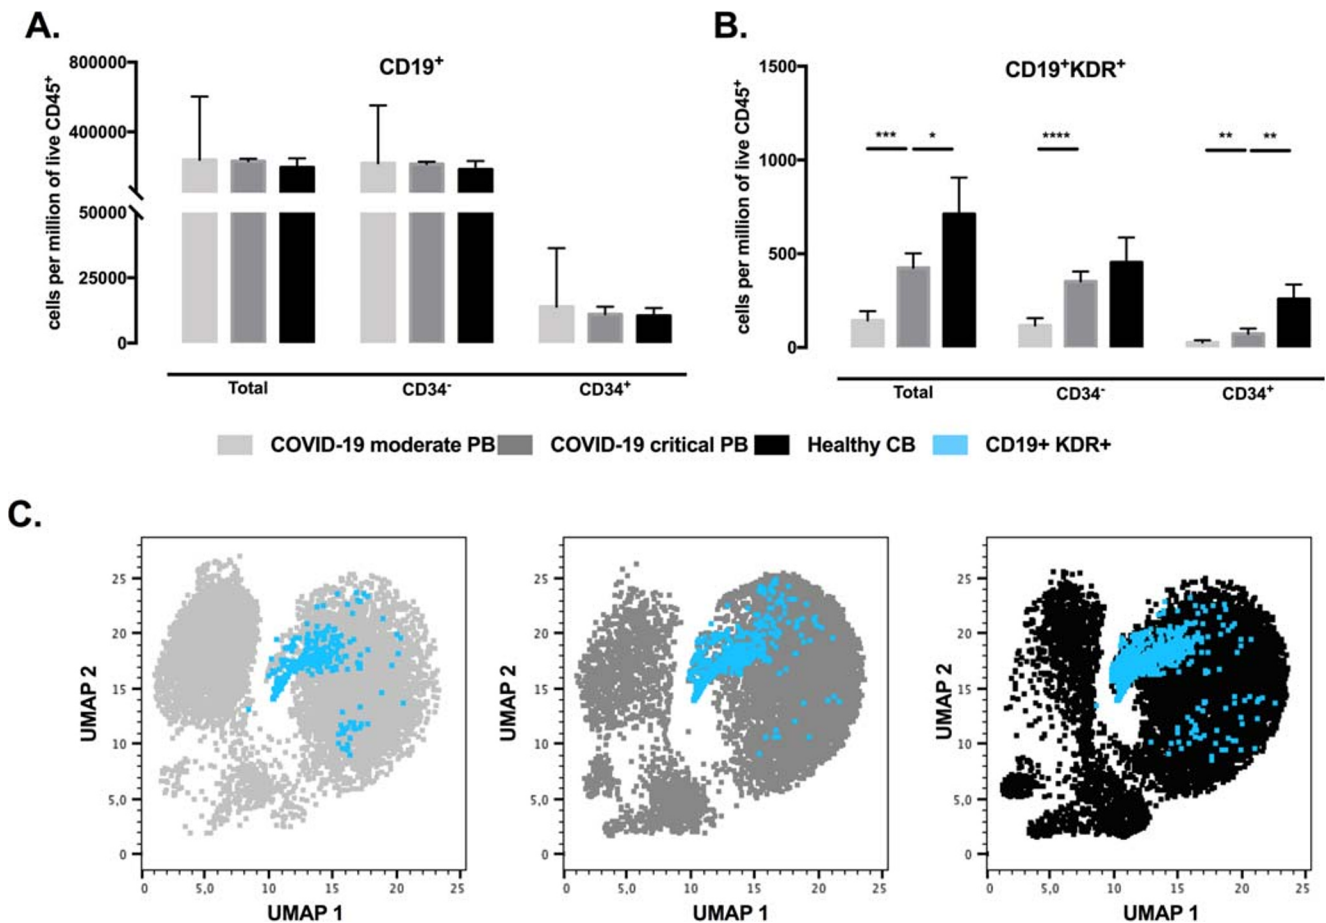 A.
CD19⁺
cells per million of live CD45⁺
800000
400000
50000
25000
0
Total
CD34⁻
CD34⁺
B.
CD19⁺KDR⁺
cells per million of live CD45⁺
1500
1000
500
0
***
*
****
**
**
Total
CD34⁻
CD34⁺
COVID-19 moderate PB
COVID-19 critical PB
Healthy CB
CD19+ KDR+
C.
UMAP 2
25
20
15
10
5,0
0
0 5,0 10 15 20 25
UMAP 1
UMAP 2
25
20
15
10
5,0
0
0 5,0 10 15 20 25
UMAP 1
UMAP 2
25
20
15
10
5,0
0
0 5,0 10 15 20 25
UMAP 1